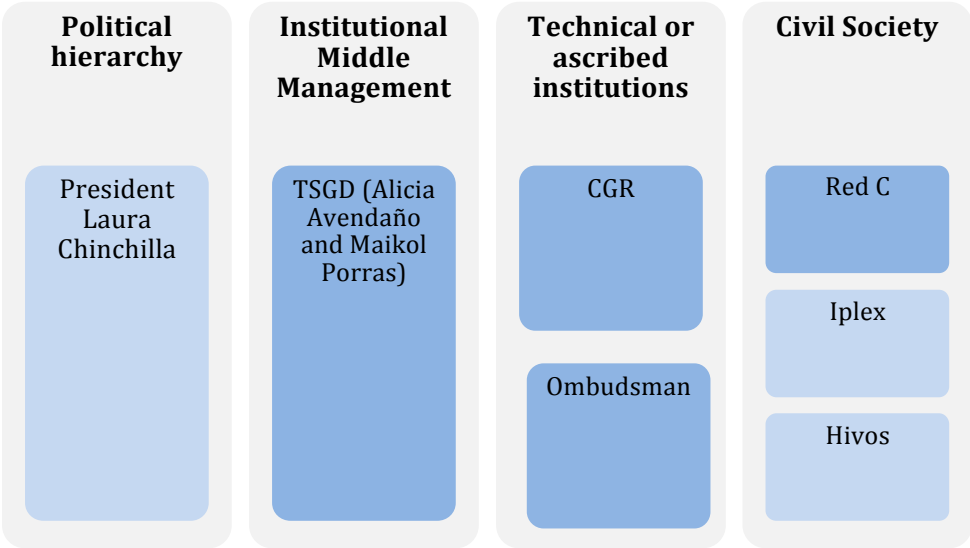 Political
hierarchy
President
Laura
Chinchilla
Institutional
Middle
Management
TSGD (Alicia
Avendaño
and Maikol
Porras)
Technical or
ascribed
institutions
CGR
Ombudsman
Civil Society
Red C
Iplex
Hivos